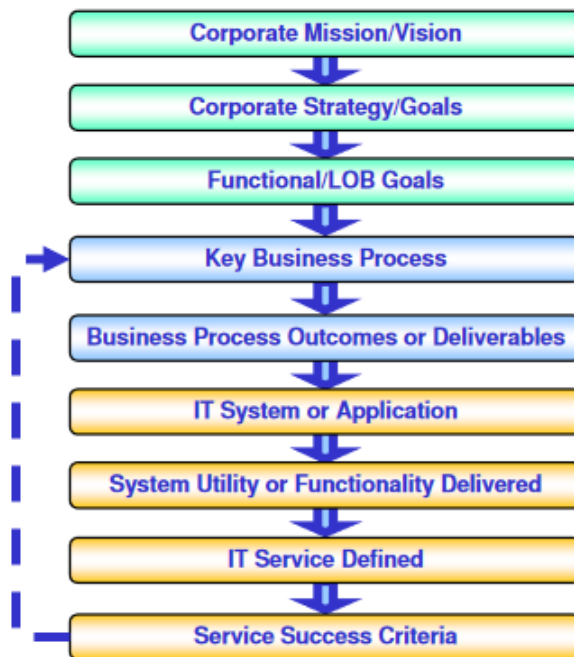 Corporate Mission/Vision
Corporate Strategy/Goals
Functional/LOB Goals
Key Business Process
Business Process Outcomes or Deliverables
IT System or Application
System Utility or Functionality Delivered
IT Service Defined
Service Success Criteria